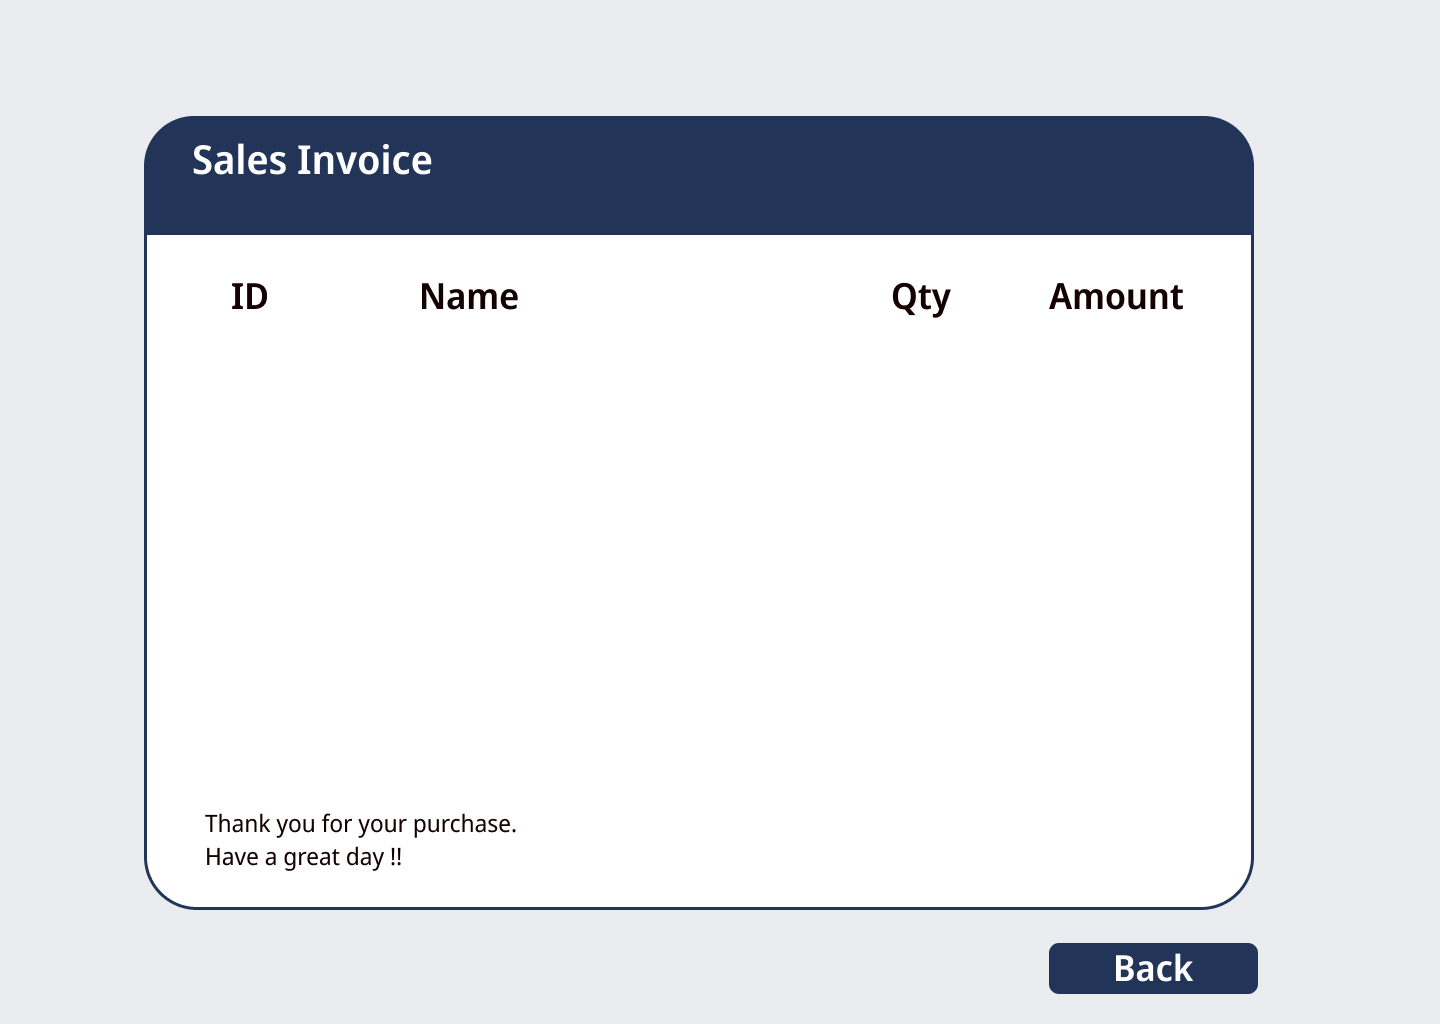 Sales Invoice
ID Name Qty Amount
Thank you for your purchase.
Have a great day !!
Back